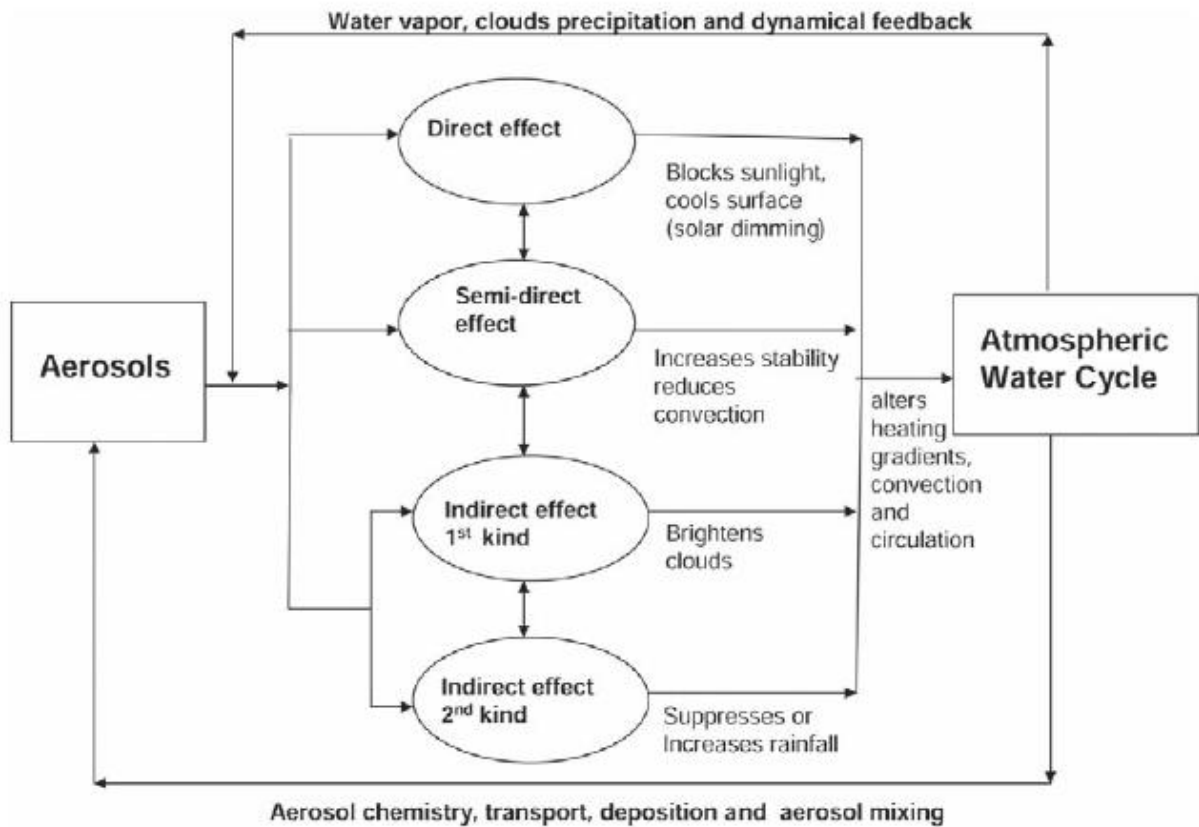 Water vapor, clouds precipitation and dynamical feedback
Direct effect
Blocks sunlight,
cools surface
(solar dimming)
Semi-direct
effect
Increases stability
reduces
convection
Aerosols
Atmospheric
Water Cycle
alters
heating
gradients,
convection
and
circulation
Indirect effect
1st kind
Brightens
clouds
Indirect effect
2nd kind
Suppresses or
Increases rainfall
Aerosol chemistry, transport, deposition and aerosol mixing